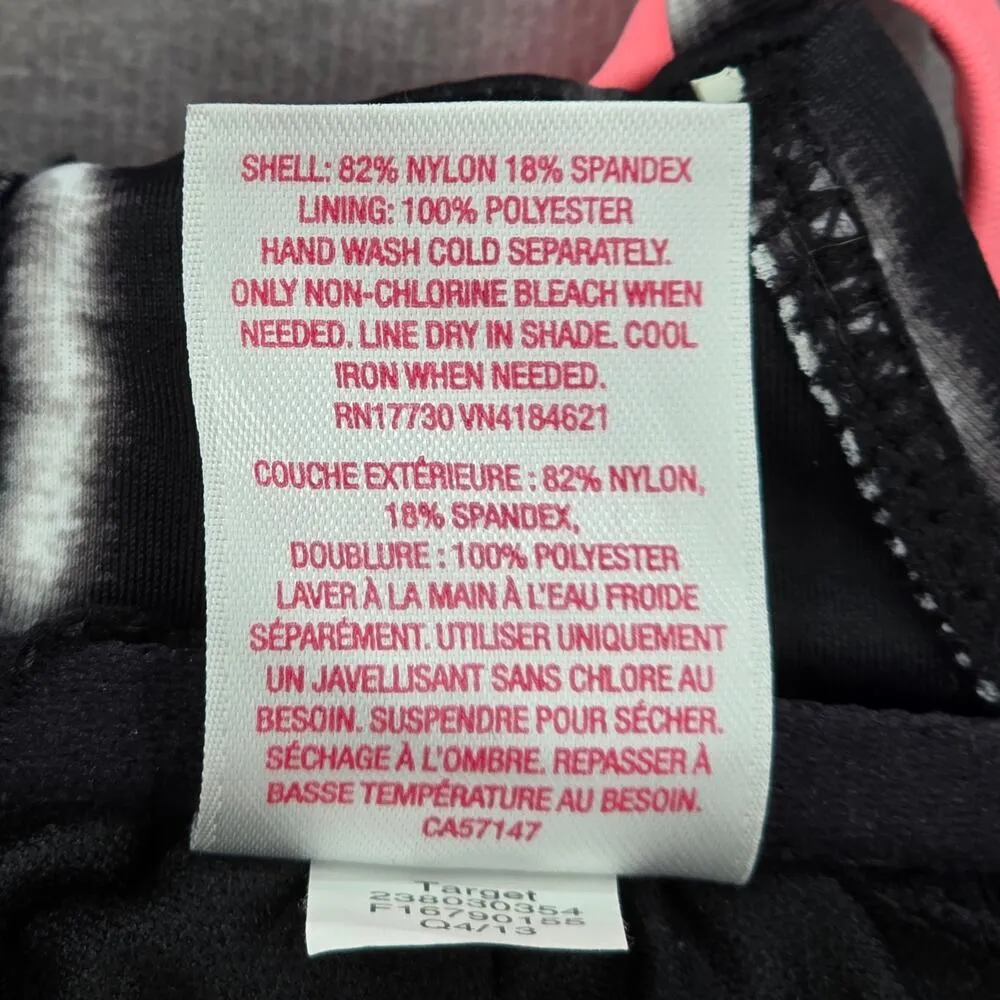 SHELL: 82% NYLON 18% SPANDEX
LINING: 100% POLYESTER
HAND WASH COLD SEPARATELY.
ONLY NON-CHLORINE BLEACH WHEN
NEEDED. LINE DRY IN SHADE. COOL
IRON WHEN NEEDED.
RN17730 VN4184621
COUCHE EXTÉRIEURE : 82% NYLON,
18% SPANDEX,
DOUBLURE : 100% POLYESTER
LAVER À LA MAIN À L'EAU FROIDE
SÉPARÉMENT. UTILISER UNIQUEMENT
UN JAVELLISANT SANS CHLORE AU
BESOIN. SUSPENDRE POUR SÉCHER.
SÉCHAGE À L'OMBRE. REPASSER À
BASSE TEMPÉRATURE AU BESOIN.
CA57147
Target
238030354
F16790155
Q4/13